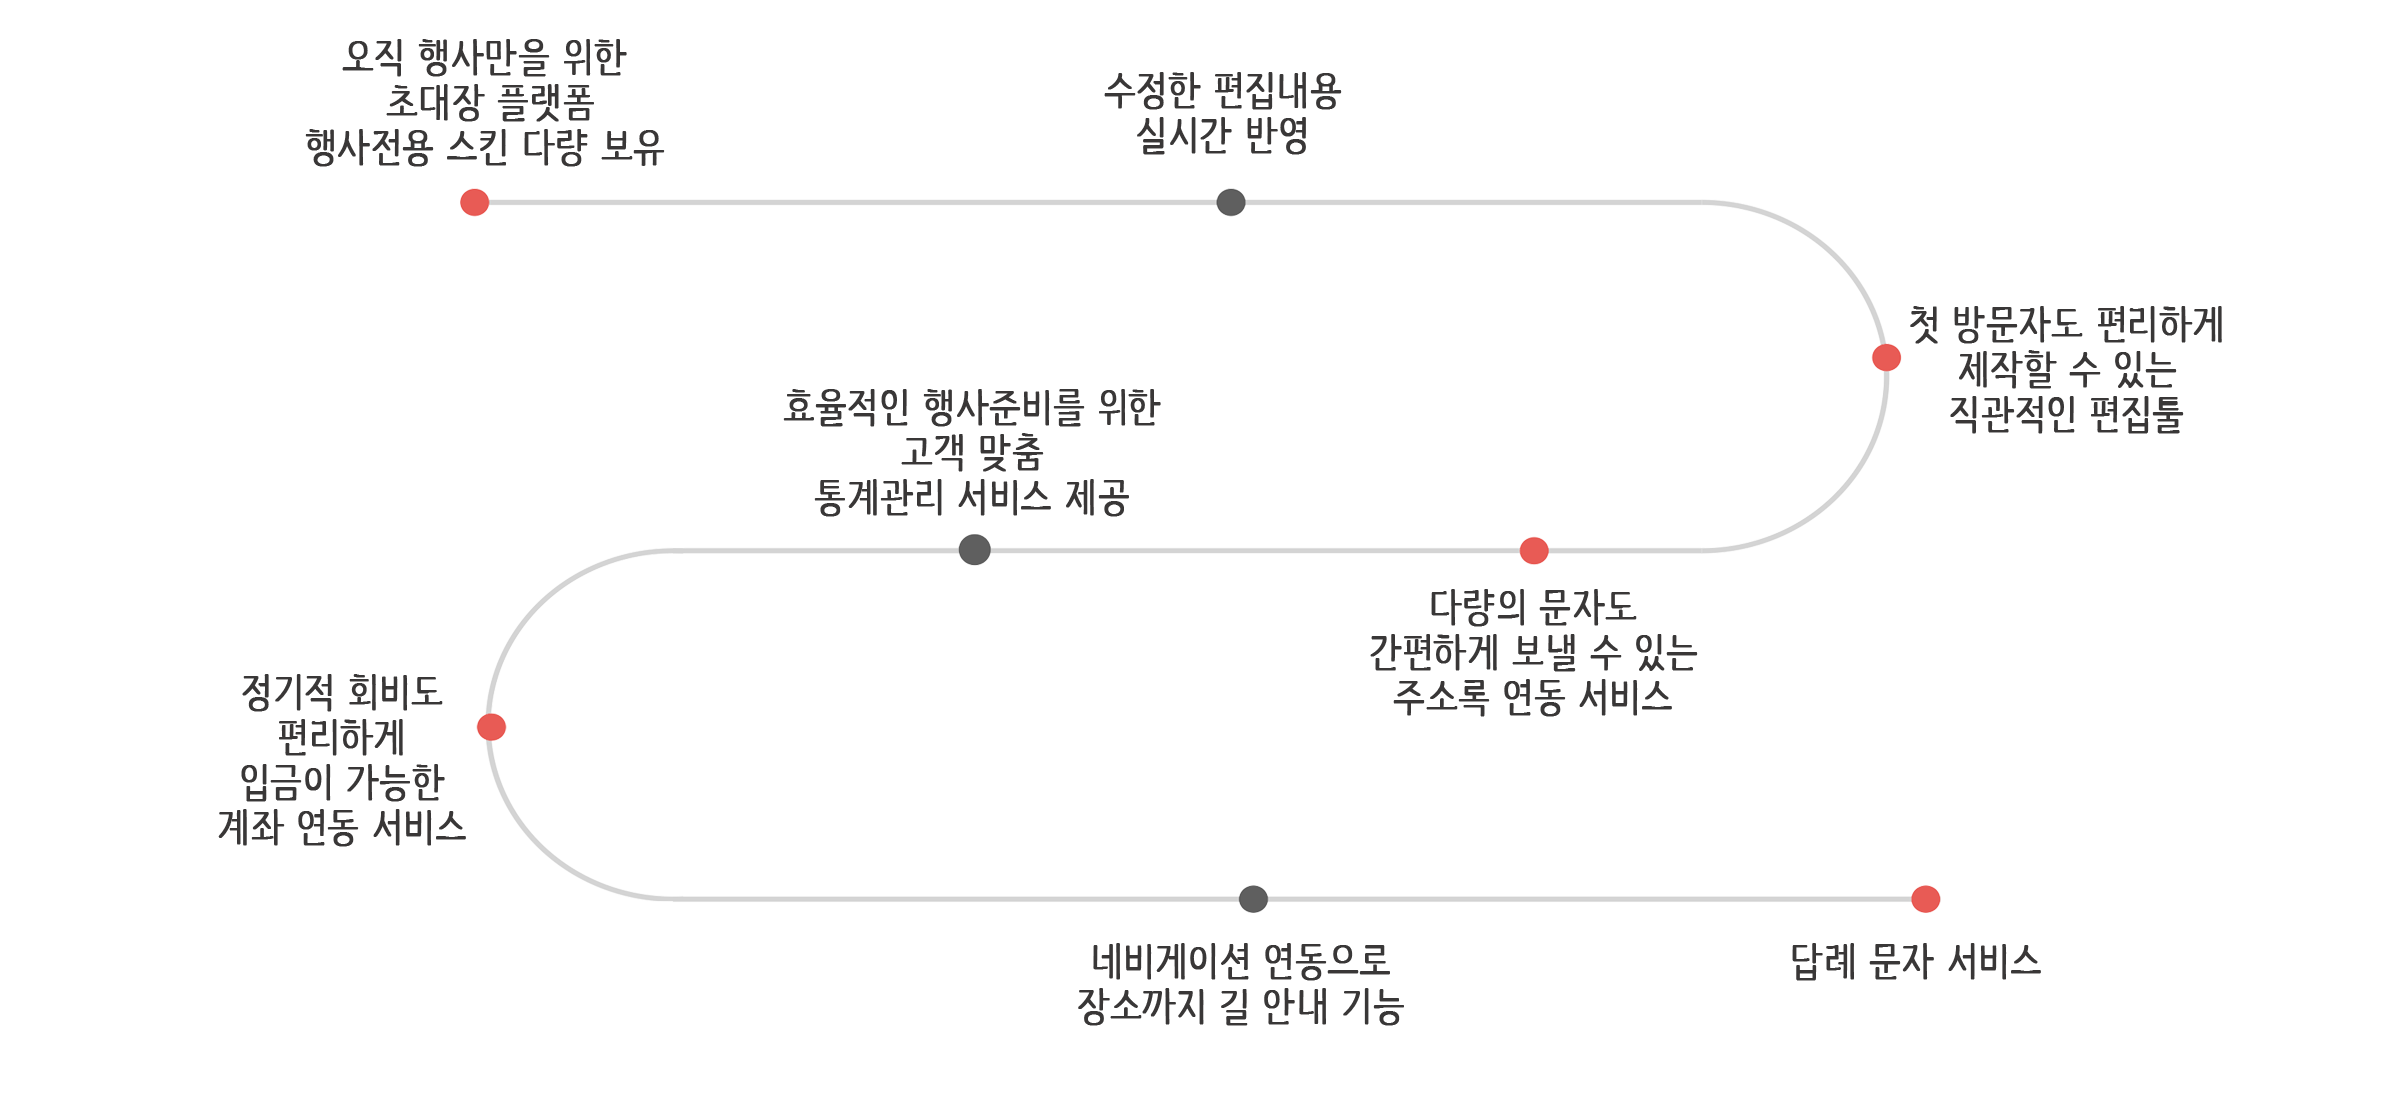 오직 행사만을 위한
초대장 플랫폼
행사전용 스킨 다량 보유
수정한 편집내용
실시간 반영
첫 방문자도 편리하게
제작할 수 있는
직관적인 편집툴
다량의 문자도
간편하게 보낼 수 있는
주소록 연동 서비스
효율적인 행사준비를 위한
고객 맞춤
통계관리 서비스 제공
정기적 회비도
편리하게
입금이 가능한
계좌 연동 서비스
네비게이션 연동으로
장소까지 길 안내 기능
답례 문자 서비스